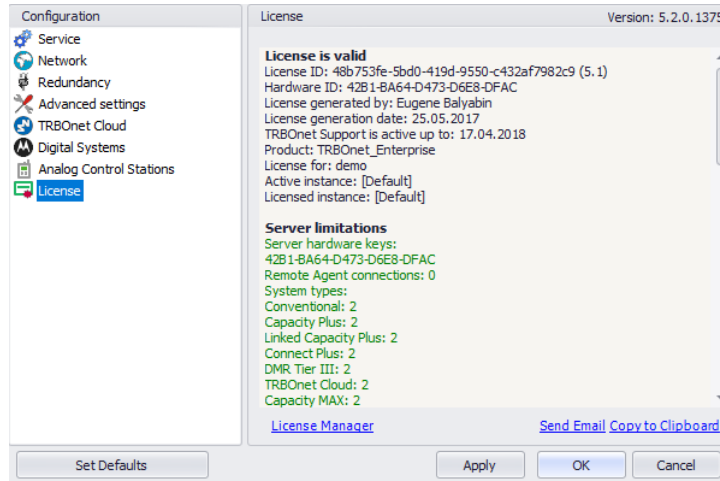 Configuration
Service
Network
Redundancy
Advanced settings
TRBOnet Cloud
Digital Systems
Analog Control Stations
License
License Version: 5.2.0.1375
License is valid
License ID: 48b753fe-5bd0-419d-9550-c432af7982c9 (5.1)
Hardware ID: 42B1-BA64-D473-D6E8-DFAC
License generated by: Eugene Balyabin
License generation date: 25.05.2017
TRBOnet Support is active up to: 17.04.2018
Product: TRBOnet_Enterprise
License for: demo
Active instance: [Default]
Licensed instance: [Default]
Server limitations
Server hardware keys:
42B1-BA64-D473-D6E8-DFAC
Remote Agent connections: 0
System types:
Conventional: 2
Capacity Plus: 2
Linked Capacity Plus: 2
Connect Plus: 2
DMR Tier III: 2
TRBOnet Cloud: 2
Capacity MAX: 2
License Manager Send Email Copy to Clipboard
Set Defaults Apply OK Cancel